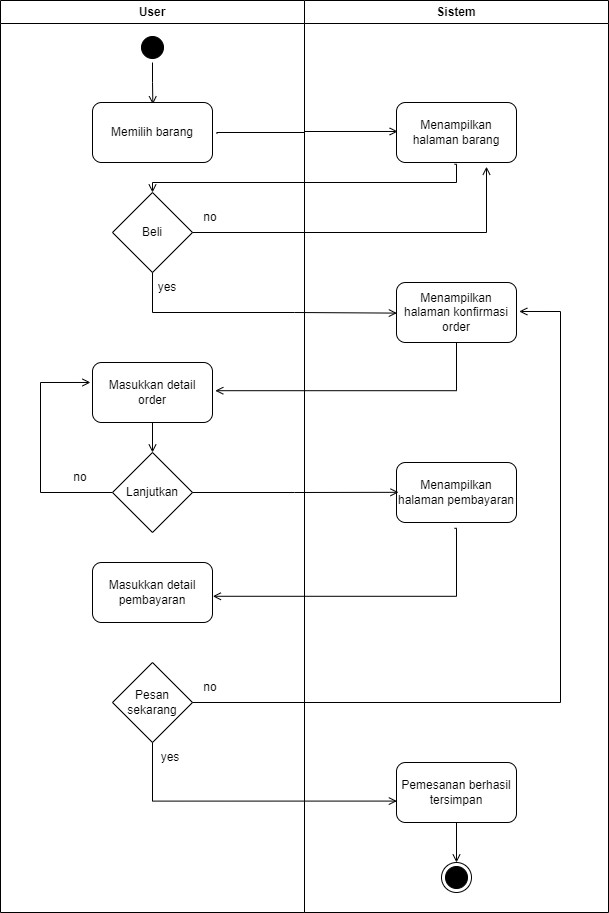 User
Sistem
Memilih barang
Menampilkan
halaman barang
Beli
no
yes
Menampilkan
halaman konfirmasi
order
Masukkan detail
order
no
Lanjutkan
Menampilkan
halaman pembayaran
Masukkan detail
pembayaran
Pesan
sekarang
no
yes
Pemesanan berhasil
tersimpan